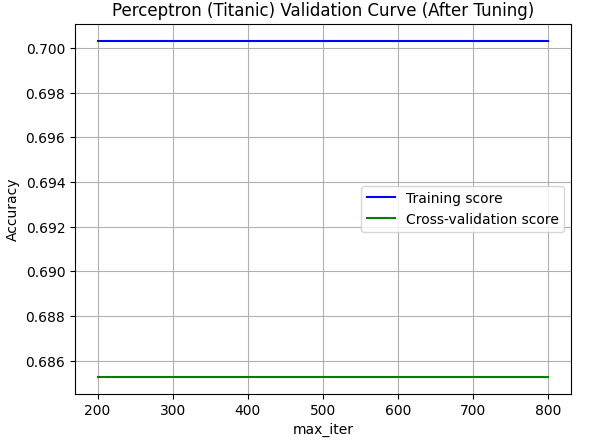 Perceptron (Titanic) Validation Curve (After Tuning)
0.700
0.698
0.696
0.694
0.692
0.690
0.688
0.686
Accuracy
Training score
Cross-validation score
200 300 400 500 600 700 800
max_iter